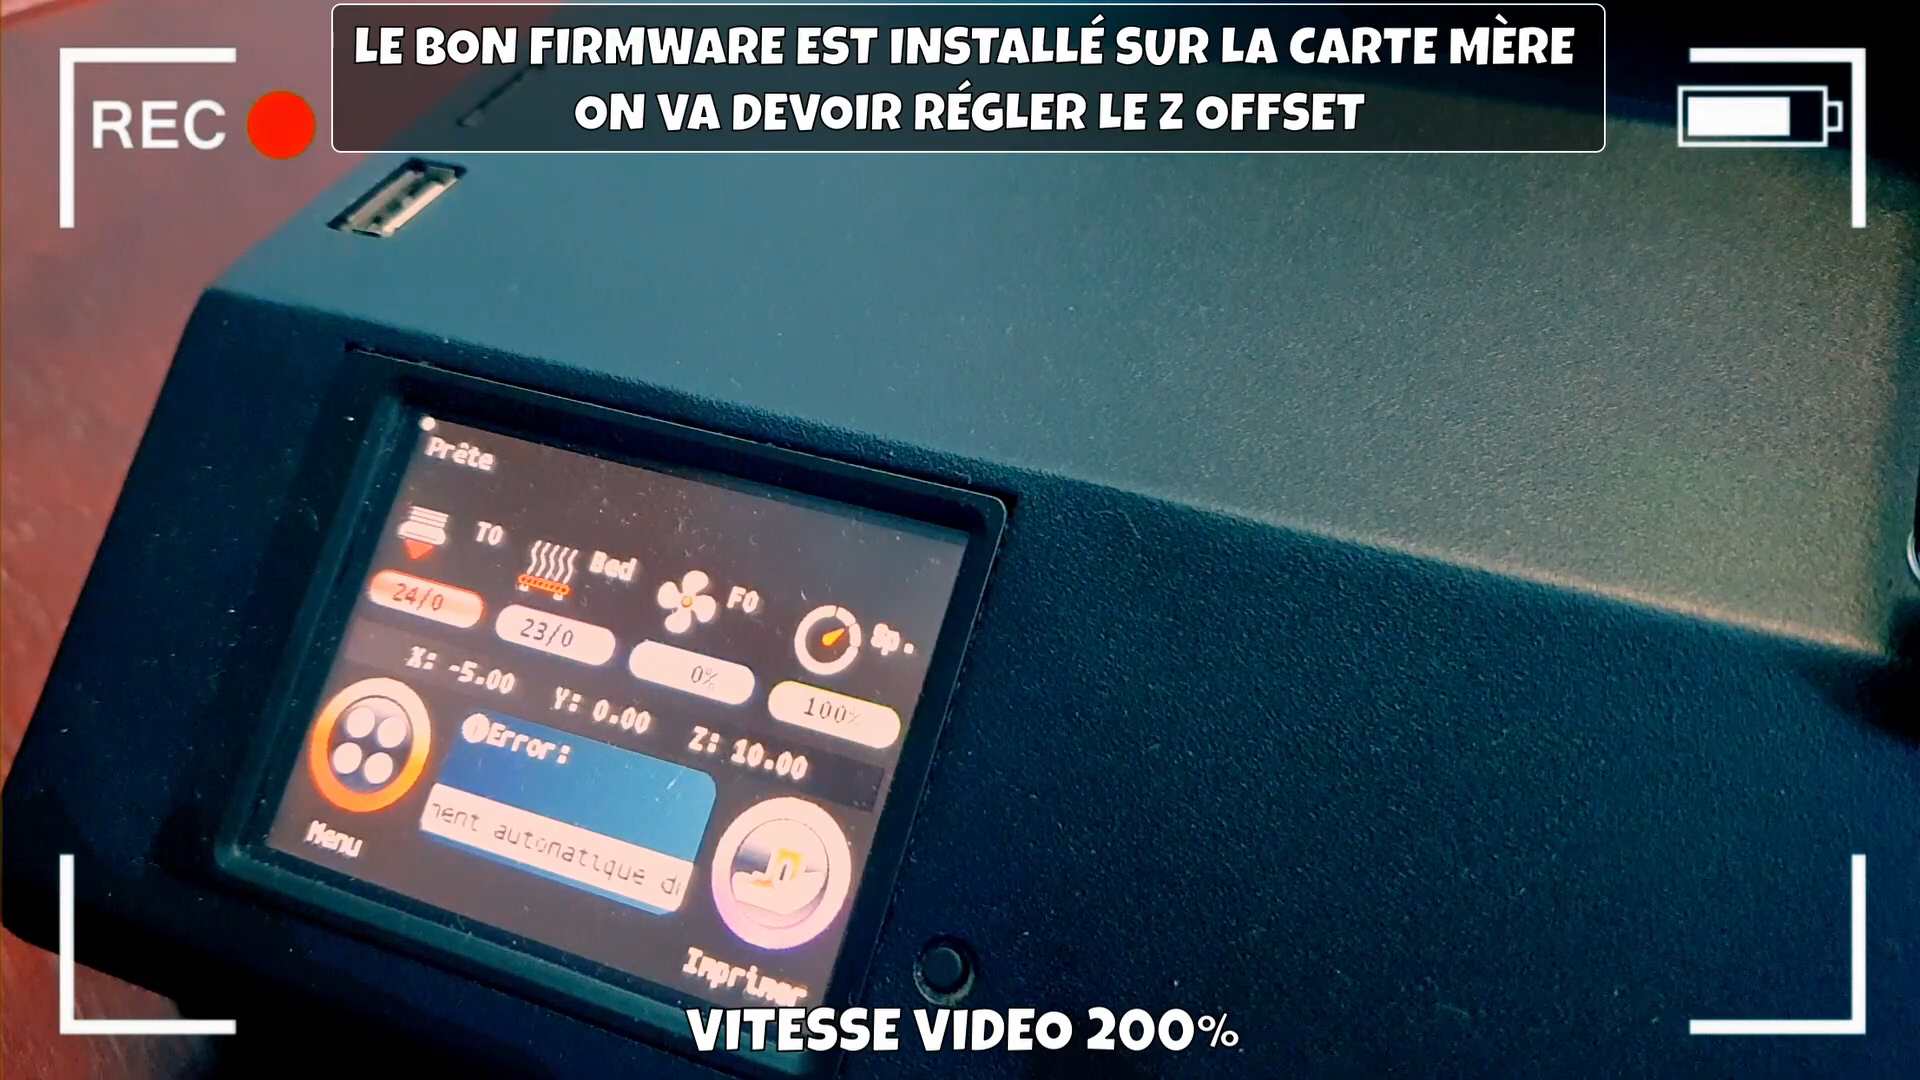 LE BON FIRMWARE EST INSTALLÉ SUR LA CARTE MÈRE
ON VA DEVOIR RÉGLER LE Z OFFSET
REC
Prête
T0
Bed
F0
Sp.
24/0
23/0
0%
100%
X: -5.00
Y: 0.00
Z: 10.00
Error:
ment automatique d
Menu
Imprimer
VITESSE VIDEO 200%